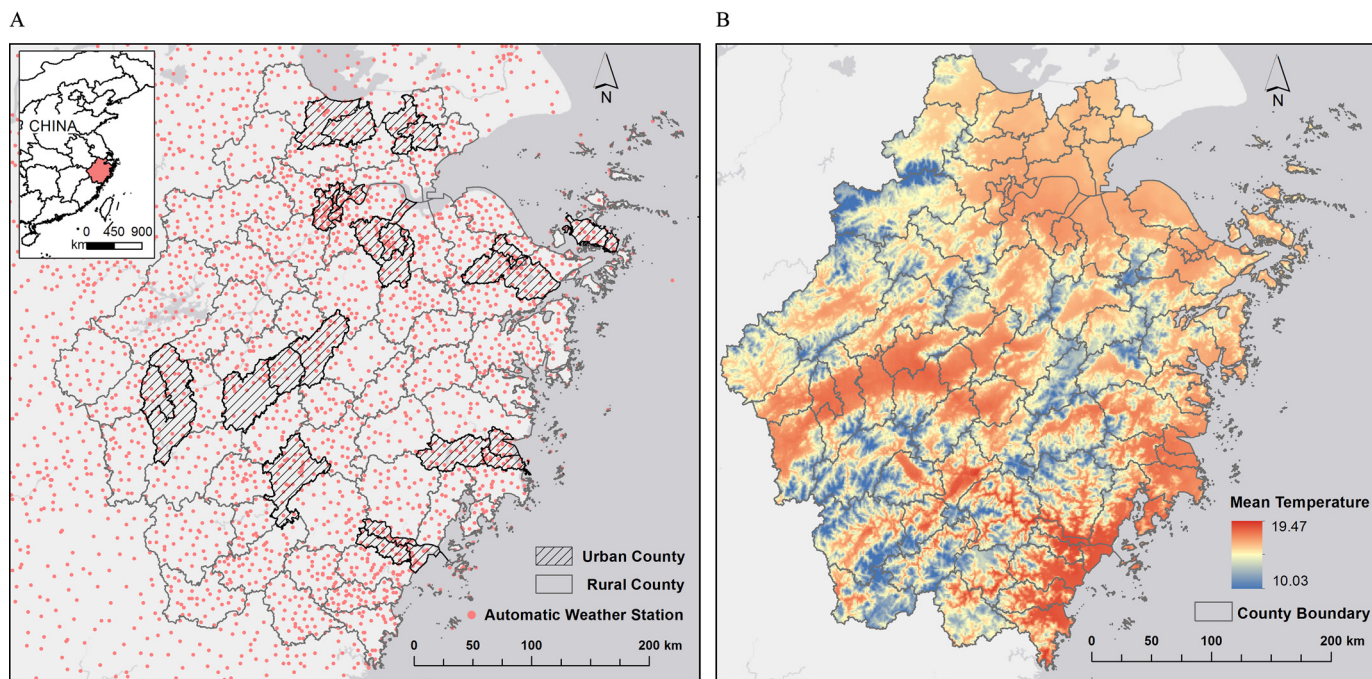 A
CHINA
0 450 900
km
N
Urban County
Rural County
Automatic Weather Station
0 50 100 200 km
B
N
Mean Temperature
19.47
10.03
County Boundary
0 50 100 200 km